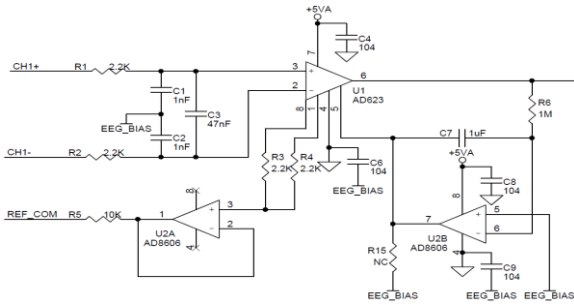 +5VA
C4
104
7
CH1+ R1 2.2K 3 6
2
U1
AD623
C1
1nF
C3
47nF
EEG_BIAS
C2
1nF
8 1 4 5
R6
1M
C7 1uF
+5VA
CH1- R2 2.2K
R3
2.2K
R4
2.2K
C6
104
EEG_BIAS
C8
104
8
8
REF_COM R5 10K 1 3
2
7 5
6
U2A
AD8606
4
R15
NC
U2B
AD8606
4
C9
104
EEG_BIAS EEG_BIAS EEG_BIAS